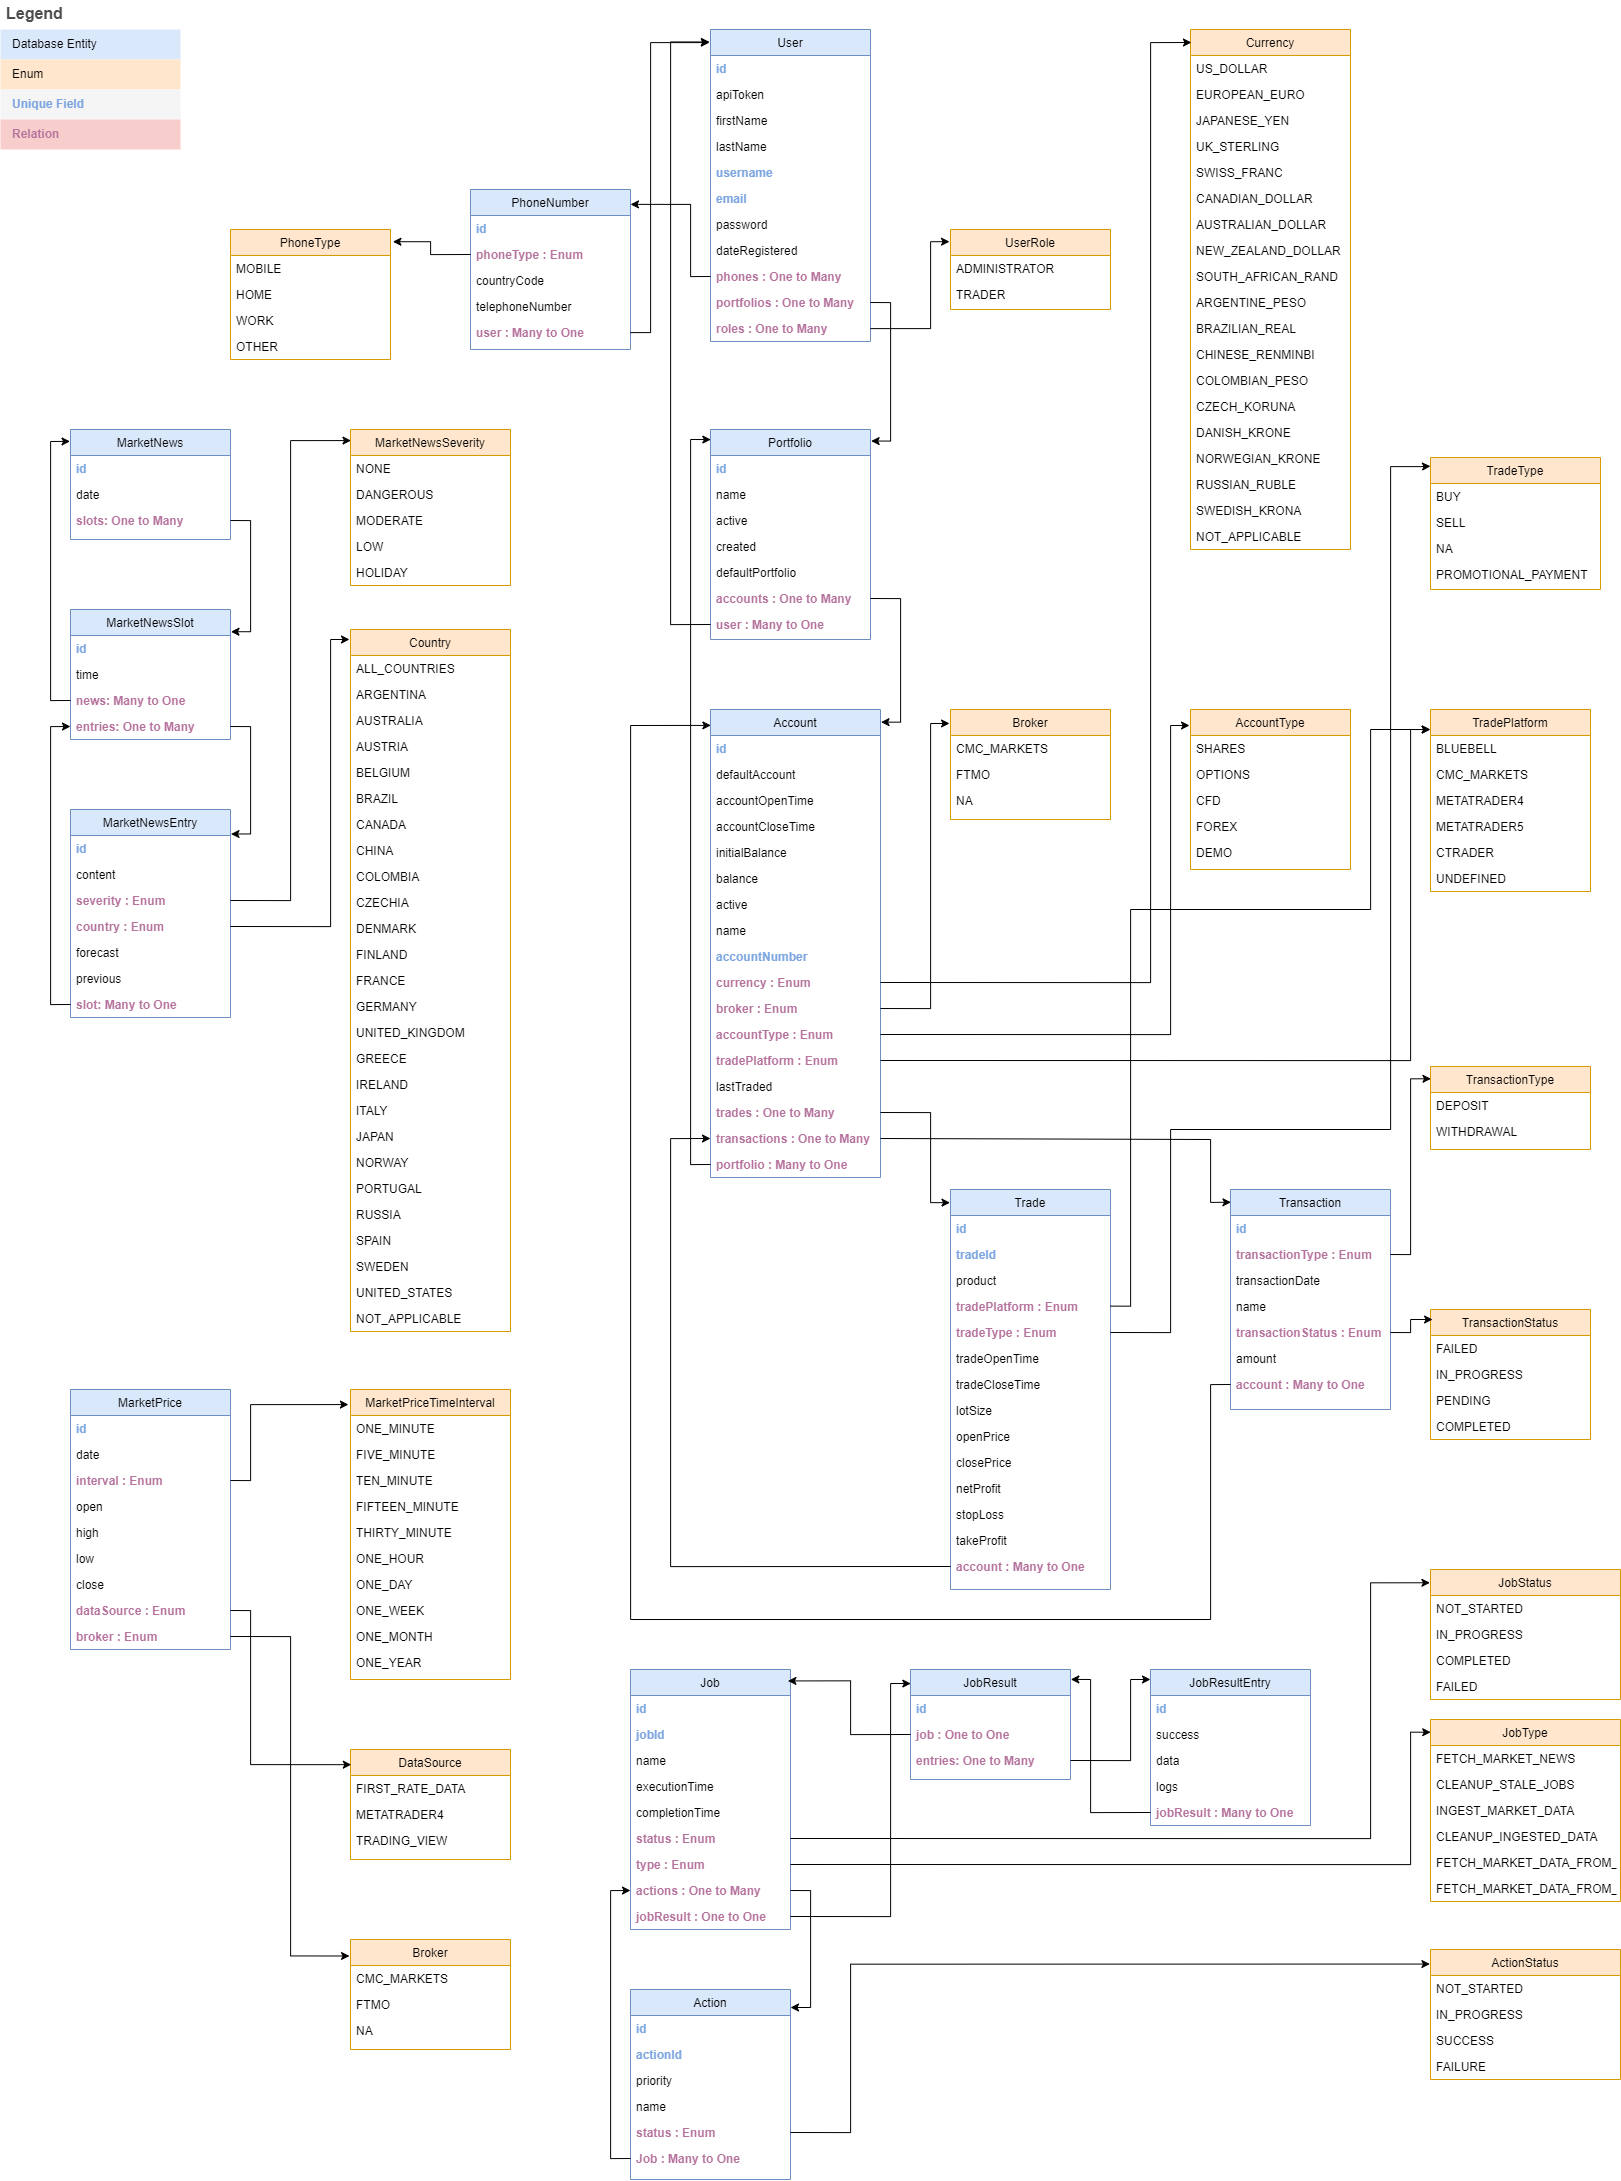 Legend
Database Entity
Enum
Unique Field
Relation
User
id
apiToken
firstName
lastName
username
email
password
dateRegistered
phones : One to Many
portfolios : One to Many
roles : One to Many
Currency
US_DOLLAR
EUROPEAN_EURO
JAPANESE_YEN
UK_STERLING
SWISS_FRANC
CANADIAN_DOLLAR
AUSTRALIAN_DOLLAR
NEW_ZEALAND_DOLLAR
SOUTH_AFRICAN_RAND
ARGENTINE_PESO
BRAZILIAN_REAL
CHINESE_RENMINBI
COLOMBIAN_PESO
CZECH_KORUNA
DANISH_KRONE
NORWEGIAN_KRONE
RUSSIAN_RUBLE
SWEDISH_KRONA
NOT_APPLICABLE
PhoneNumber
id
phoneType : Enum
countryCode
telephoneNumber
user : Many to One
PhoneType
MOBILE
HOME
WORK
OTHER
UserRole
ADMINISTRATOR
TRADER
MarketNews
id
date
slots: One to Many
MarketNewsSeverity
NONE
DANGEROUS
MODERATE
LOW
HOLIDAY
Portfolio
id
name
active
created
defaultPortfolio
accounts : One to Many
user : Many to One
TradeType
BUY
SELL
NA
PROMOTIONAL_PAYMENT
MarketNewsSlot
id
time
news: Many to One
entries: One to Many
Country
ALL_COUNTRIES
ARGENTINA
AUSTRALIA
AUSTRIA
BELGIUM
BRAZIL
CANADA
CHINA
COLOMBIA
CZECHIA
DENMARK
FINLAND
FRANCE
GERMANY
UNITED_KINGDOM
GREECE
IRELAND
ITALY
JAPAN
NORWAY
PORTUGAL
RUSSIA
SPAIN
SWEDEN
UNITED_STATES
NOT_APPLICABLE
MarketNewsEntry
id
content
severity : Enum
country : Enum
forecast
previous
slot: Many to One
Account
id
defaultAccount
accountOpenTime
accountCloseTime
initialBalance
balance
active
name
accountNumber
currency : Enum
broker : Enum
accountType : Enum
tradePlatform : Enum
lastTraded
trades : One to Many
transactions : One to Many
portfolio : Many to One
Broker
CMC_MARKETS
FTMO
NA
AccountType
SHARES
OPTIONS
CFD
FOREX
DEMO
TradePlatform
BLUEBELL
CMC_MARKETS
METATRADER4
METATRADER5
CTRADER
UNDEFINED
TransactionType
DEPOSIT
WITHDRAWAL
Trade
id
tradeId
product
tradePlatform : Enum
tradeType : Enum
tradeOpenTime
tradeCloseTime
lotSize
openPrice
closePrice
netProfit
stopLoss
takeProfit
account : Many to One
Transaction
id
transactionType : Enum
transactionDate
name
transactionStatus : Enum
amount
account : Many to One
TransactionStatus
FAILED
IN_PROGRESS
PENDING
COMPLETED
MarketPrice
id
date
interval : Enum
open
high
low
close
dataSource : Enum
broker : Enum
MarketPriceTimeInterval
ONE_MINUTE
FIVE_MINUTE
TEN_MINUTE
FIFTEEN_MINUTE
THIRTY_MINUTE
ONE_HOUR
ONE_DAY
ONE_WEEK
ONE_MONTH
ONE_YEAR
JobStatus
NOT_STARTED
IN_PROGRESS
COMPLETED
FAILED
Job
id
jobId
name
executionTime
completionTime
status : Enum
type : Enum
actions : One to Many
jobResult : One to One
JobResult
id
job : One to One
entries: One to Many
JobResultEntry
id
success
data
logs
jobResult : Many to One
JobType
FETCH_MARKET_NEWS
CLEANUP_STALE_JOBS
INGEST_MARKET_DATA
CLEANUP_INGESTED_DATA
FETCH_MARKET_DATA_FROM_
FETCH_MARKET_DATA_FROM_
DataSource
FIRST_RATE_DATA
METATRADER4
TRADING_VIEW
Broker
CMC_MARKETS
FTMO
NA
Action
id
actionId
priority
name
status : Enum
Job : Many to One
ActionStatus
NOT_STARTED
IN_PROGRESS
SUCCESS
FAILURE